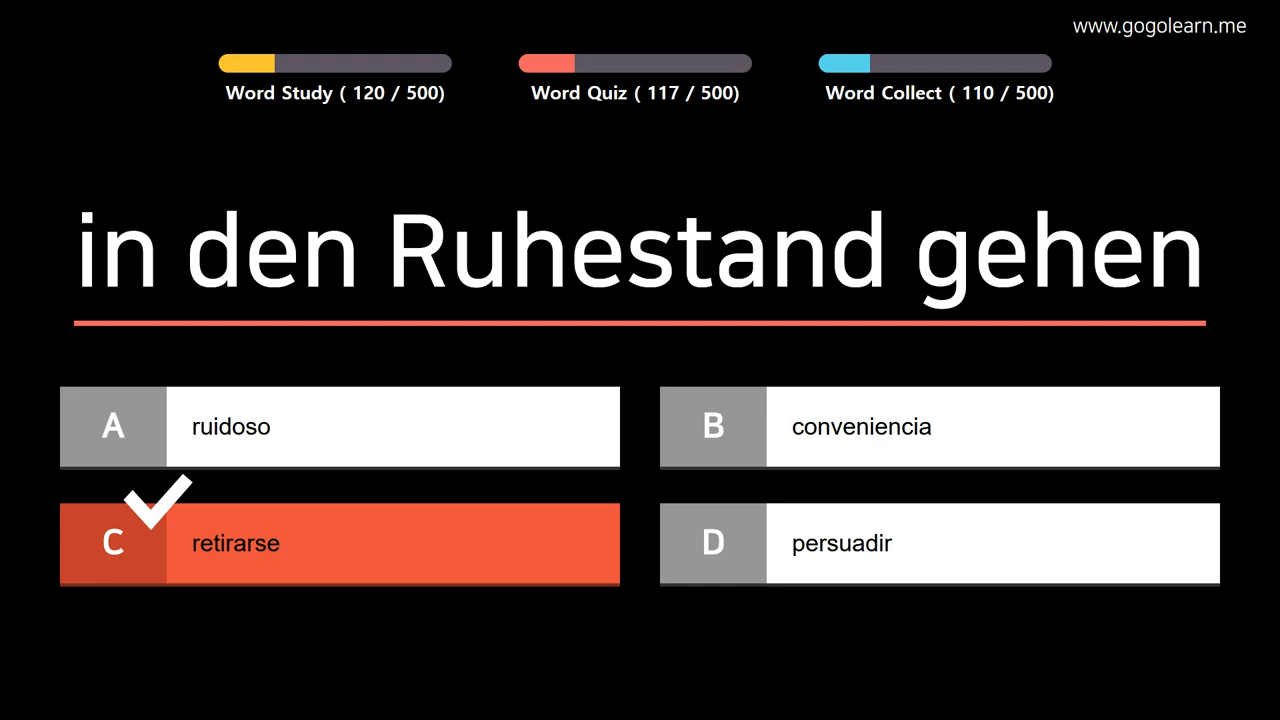 www.gogolearn.me
Word Study ( 120 / 500)
Word Quiz ( 117 / 500)
Word Collect ( 110 / 500)
in den Ruhestand gehen
A ruidoso
B conveniencia
C retirarse
D persuadir